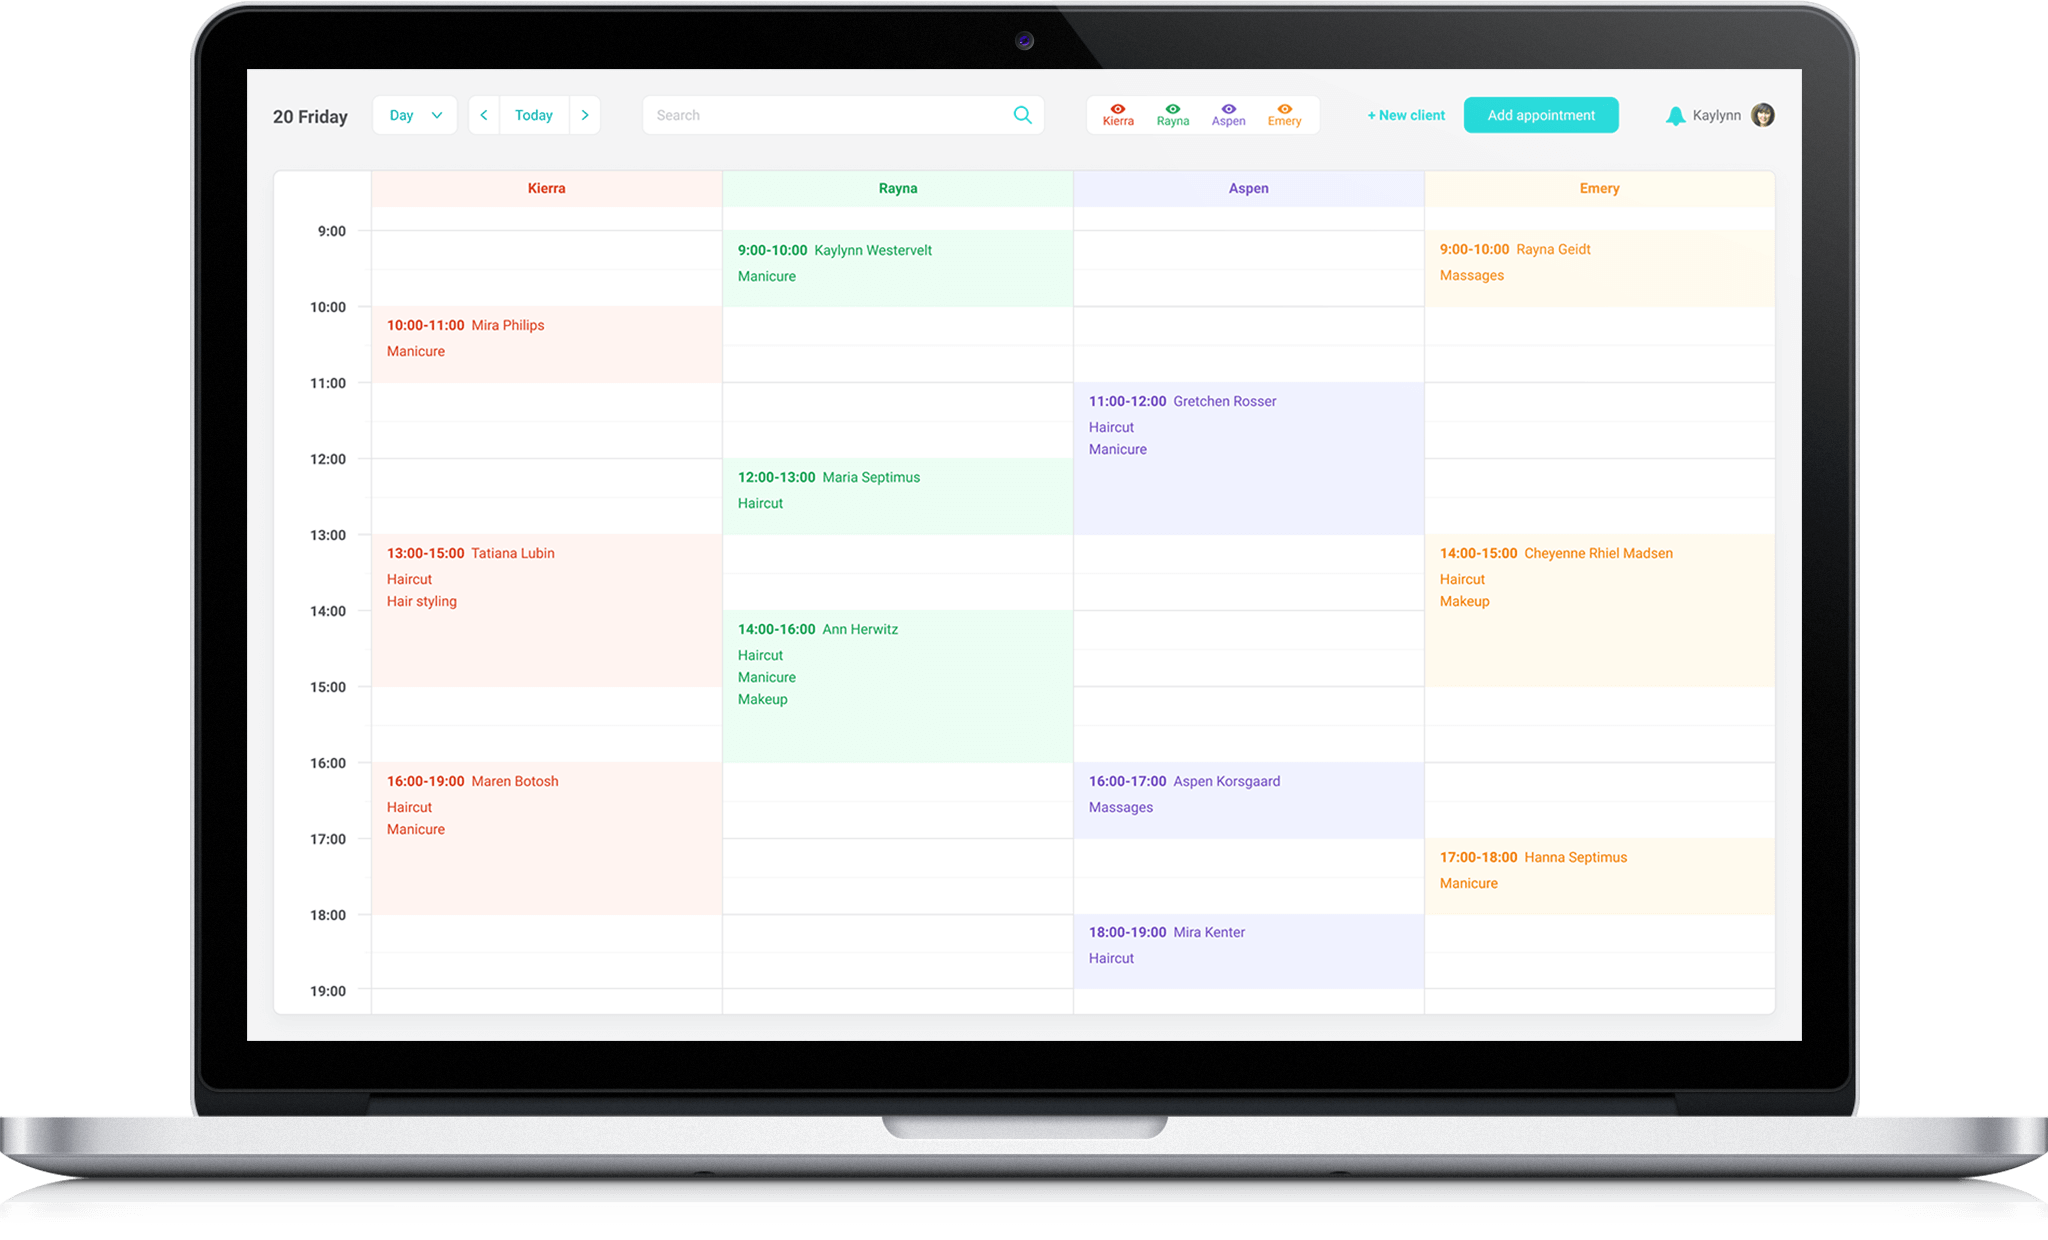 20 Friday
Day
Today
Search
Kierra
Rayna
Aspen
Emery
+ New client
Add appointment
Kaylynn
Kierra
Rayna
Aspen
Emery
9:00
9:00-10:00 Kaylynn Westervelt
Manicure
9:00-10:00 Rayna Geidt
Massages
10:00
10:00-11:00 Mira Philips
Manicure
11:00
11:00-12:00 Gretchen Rosser
Haircut
Manicure
12:00
12:00-13:00 Maria Septimus
Haircut
13:00
13:00-15:00 Tatiana Lubin
Haircut
Hair styling
14:00-15:00 Cheyenne Rhiel Madsen
Haircut
Makeup
14:00
14:00-16:00 Ann Herwitz
Haircut
Manicure
Makeup
15:00
16:00
16:00-19:00 Maren Botosh
Haircut
Manicure
16:00-17:00 Aspen Korsgaard
Massages
17:00
17:00-18:00 Hanna Septimus
Manicure
18:00
18:00-19:00 Mira Kenter
Haircut
19:00